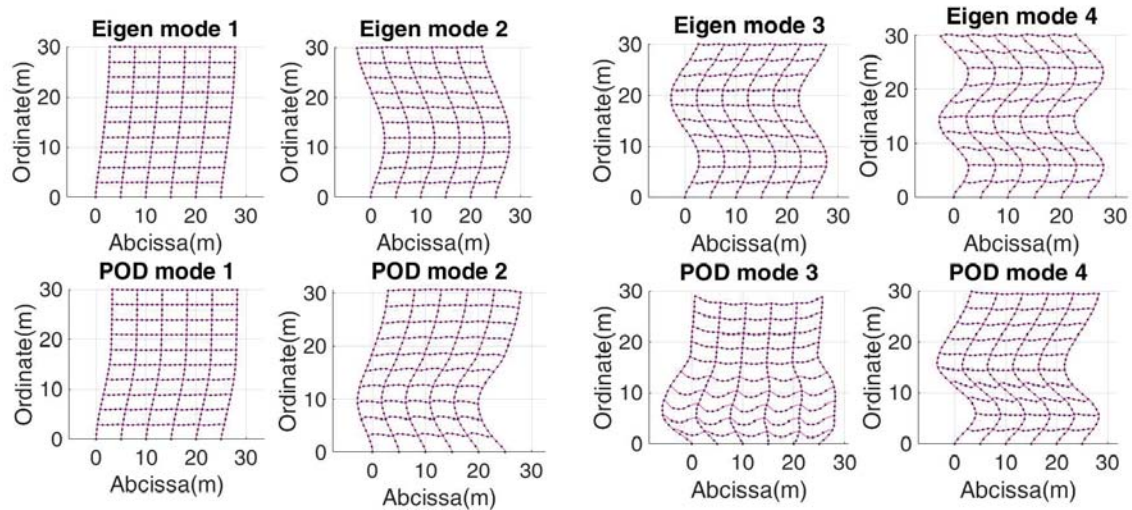 Eigen mode 1
Ordinate(m)
30
20
10
0
0 10 20 30
Abcissa(m)
Eigen mode 2
Ordinate(m)
30
20
10
0
0 10 20 30
Abcissa(m)
Eigen mode 3
Ordinate(m)
30
20
10
0
0 10 20 30
Abcissa(m)
Eigen mode 4
Ordinate(m)
30
20
10
0
0 10 20 30
Abcissa(m)
POD mode 1
Ordinate(m)
30
20
10
0
0 10 20 30
Abcissa(m)
POD mode 2
Ordinate(m)
30
20
10
0
0 10 20 30
Abcissa(m)
POD mode 3
Ordinate(m)
30
20
10
0
0 10 20 30
Abcissa(m)
POD mode 4
Ordinate(m)
30
20
10
0
0 10 20 30
Abcissa(m)